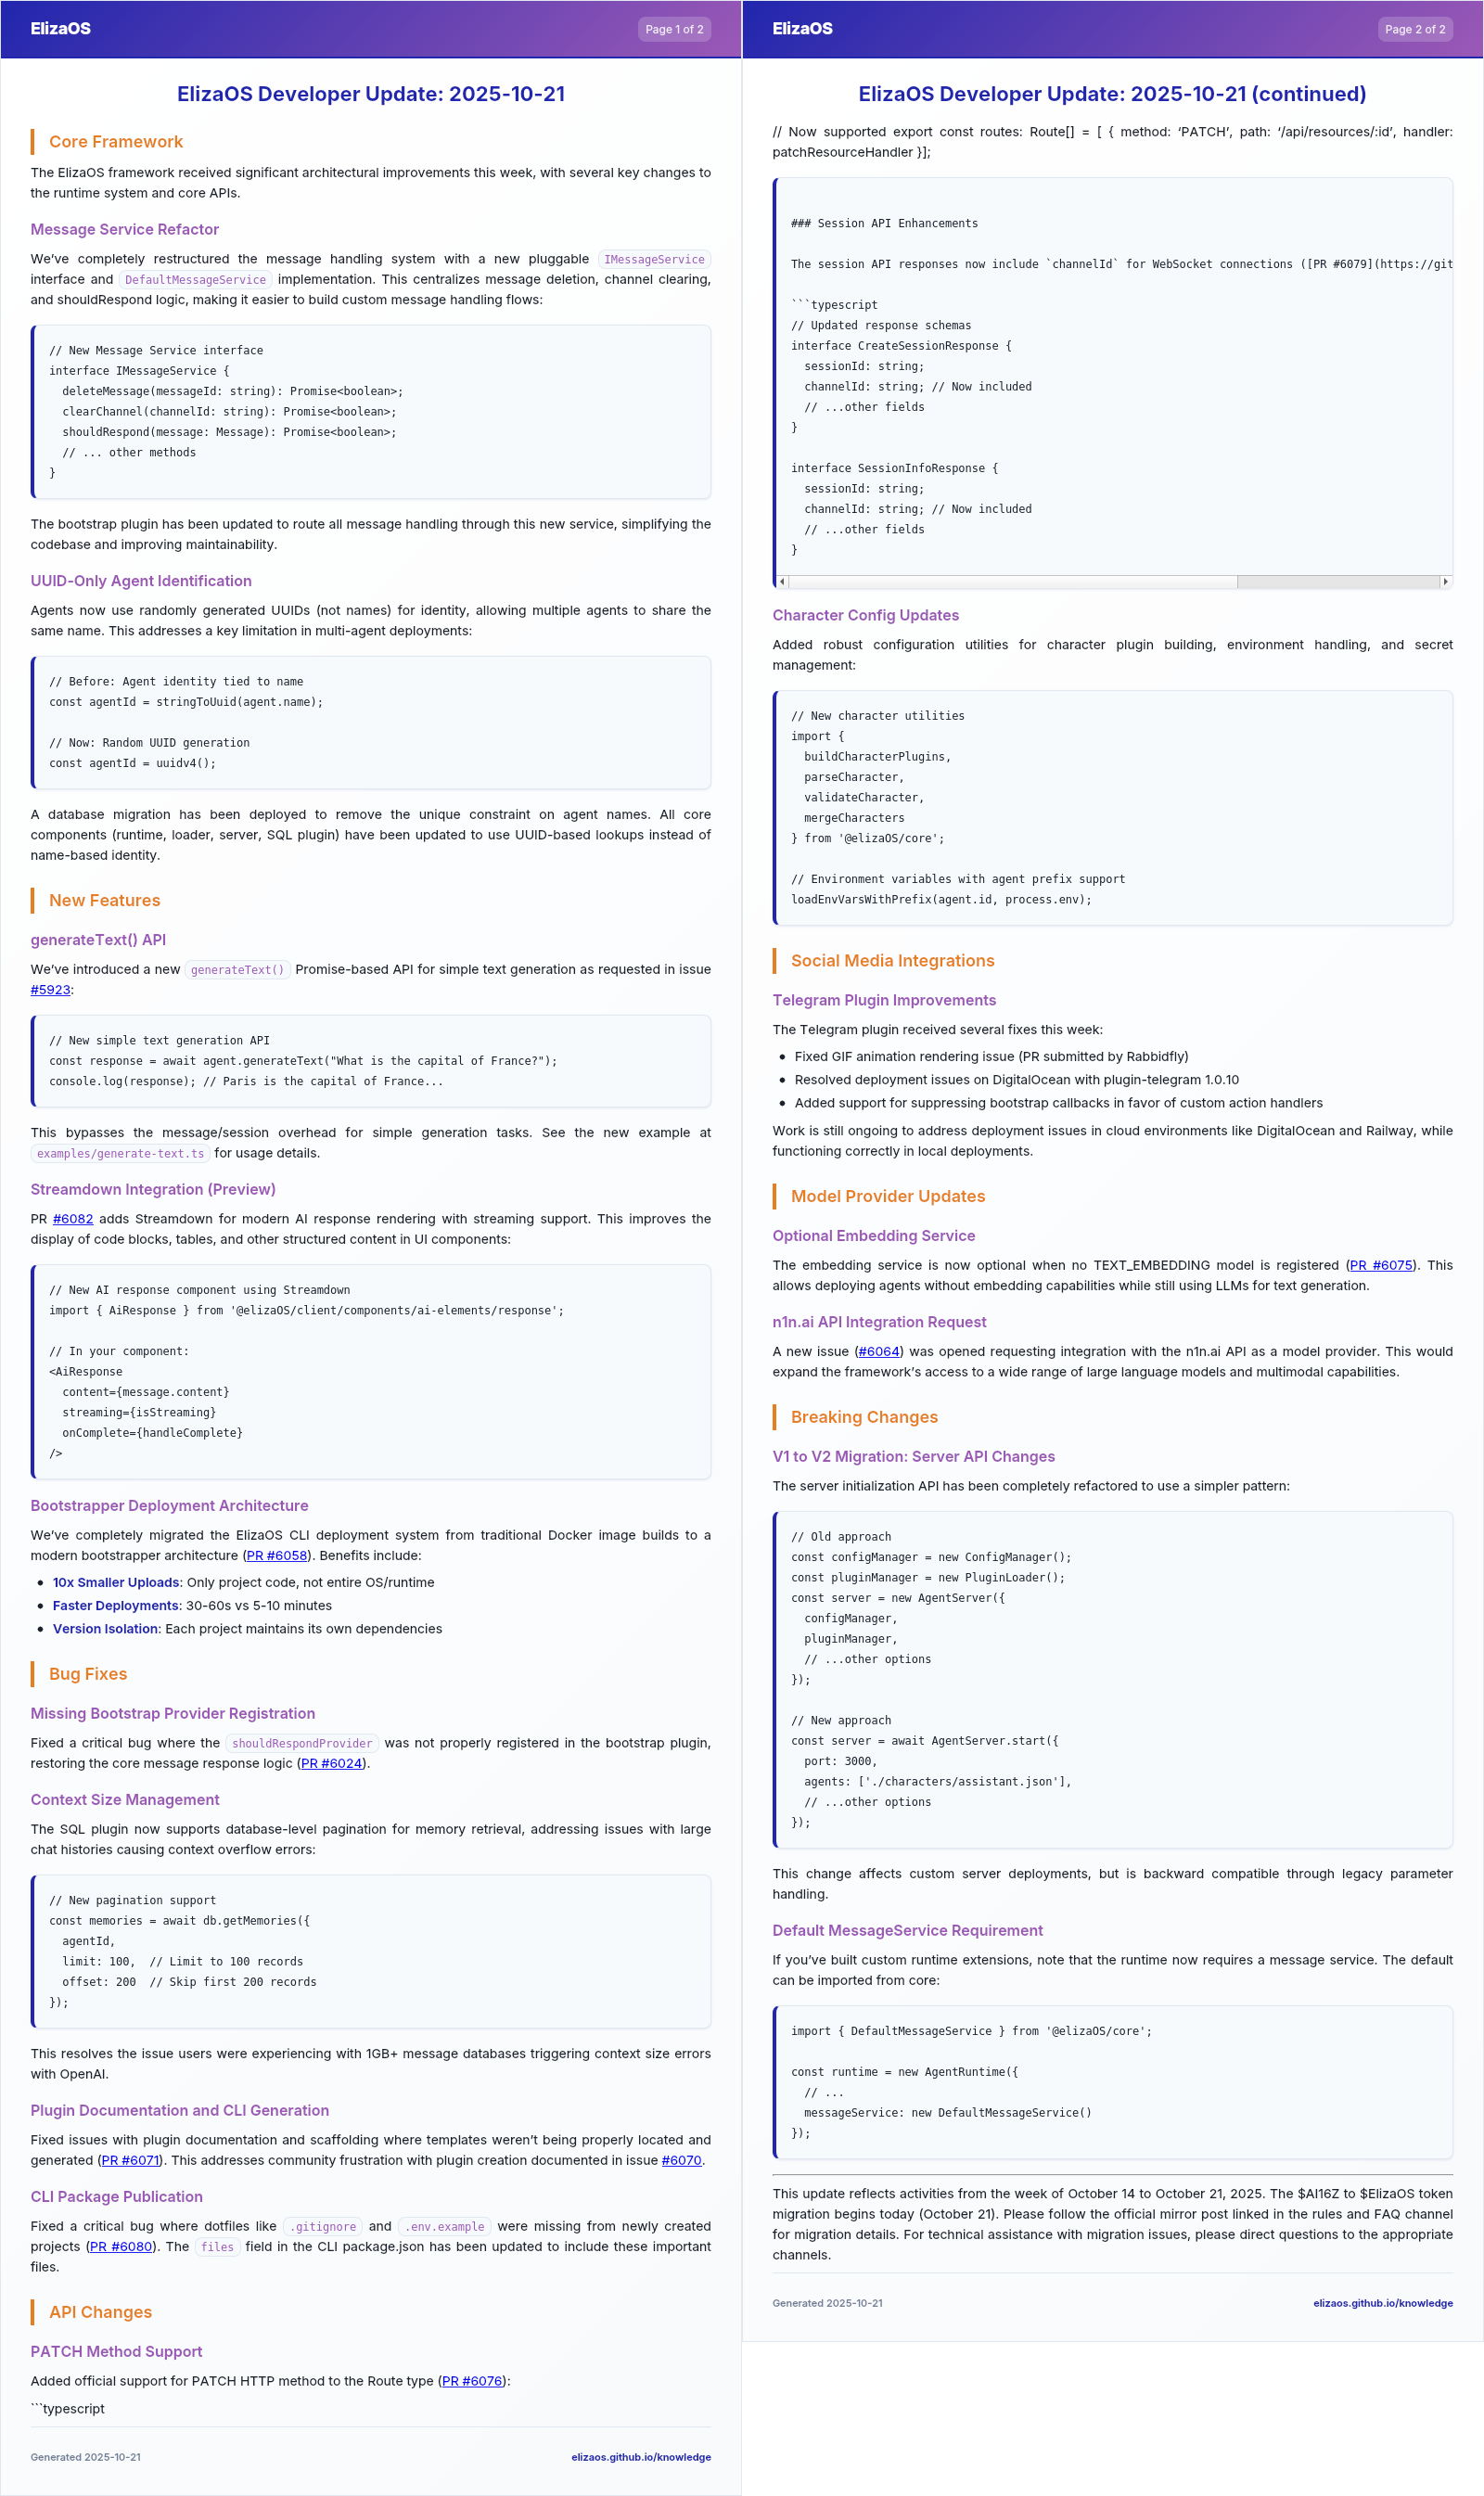 ElizaOS
Page 1 of 2
ElizaOS Developer Update: 2025-10-21
Core Framework
The ElizaOS framework received significant architectural improvements this week, with several key changes to
the runtime system and core APIs.
Message Service Refactor
We’ve completely restructured the message handling system with a new pluggable IMessageService
interface and DefaultMessageService implementation. This centralizes message deletion, channel clearing,
and shouldRespond logic, making it easier to build custom message handling flows:
// New Message Service interface
interface IMessageService {
  deleteMessage(messageId: string): Promise<boolean>;
  clearChannel(channelId: string): Promise<boolean>;
  shouldRespond(message: Message): Promise<boolean>;
  // ... other methods
}
The bootstrap plugin has been updated to route all message handling through this new service, simplifying the
codebase and improving maintainability.
UUID-Only Agent Identification
Agents now use randomly generated UUIDs (not names) for identity, allowing multiple agents to share the
same name. This addresses a key limitation in multi-agent deployments:
// Before: Agent identity tied to name
const agentId = stringToUuid(agent.name);
// Now: Random UUID generation
const agentId = uuidv4();
A database migration has been deployed to remove the unique constraint on agent names. All core
components (runtime, loader, server, SQL plugin) have been updated to use UUID-based lookups instead of
name-based identity.
New Features
generateText() API
We’ve introduced a new generateText() Promise-based API for simple text generation as requested in issue
#5923:
// New simple text generation API
const response = await agent.generateText("What is the capital of France?");
console.log(response); // Paris is the capital of France...
This bypasses the message/session overhead for simple generation tasks. See the new example at
examples/generate-text.ts for usage details.
Streamdown Integration (Preview)
PR #6082 adds Streamdown for modern AI response rendering with streaming support. This improves the
display of code blocks, tables, and other structured content in UI components:
// New AI response component using Streamdown
import { AiResponse } from '@elizaOS/client/components/ai-elements/response';
// In your component:
<AiResponse
  content={message.content}
  streaming={isStreaming}
  onComplete={handleComplete}
/>
Bootstrapper Deployment Architecture
We’ve completely migrated the ElizaOS CLI deployment system from traditional Docker image builds to a
modern bootstrapper architecture (PR #6058). Benefits include:
• 10x Smaller Uploads: Only project code, not entire OS/runtime
• Faster Deployments: 30-60s vs 5-10 minutes
• Version Isolation: Each project maintains its own dependencies
Bug Fixes
Missing Bootstrap Provider Registration
Fixed a critical bug where the shouldRespondProvider was not properly registered in the bootstrap plugin,
restoring the core message response logic (PR #6024).
Context Size Management
The SQL plugin now supports database-level pagination for memory retrieval, addressing issues with large
chat histories causing context overflow errors:
// New pagination support
const memories = await db.getMemories({
  agentId,
  limit: 100,  // Limit to 100 records
  offset: 200  // Skip first 200 records
});
This resolves the issue users were experiencing with 1GB+ message databases triggering context size errors
with OpenAI.
Plugin Documentation and CLI Generation
Fixed issues with plugin documentation and scaffolding where templates weren’t being properly located and
generated (PR #6071). This addresses community frustration with plugin creation documented in issue #6070.
CLI Package Publication
Fixed a critical bug where dotfiles like .gitignore and .env.example were missing from newly created
projects (PR #6080). The files field in the CLI package.json has been updated to include these important
files.
API Changes
PATCH Method Support
Added official support for PATCH HTTP method to the Route type (PR #6076):
```typescript
Generated 2025-10-21
elizaos.github.io/knowledge
ElizaOS
Page 2 of 2
ElizaOS Developer Update: 2025-10-21 (continued)
// Now supported export const routes: Route[] = [ { method: ‘PATCH’, path: ‘/api/resources/:id’, handler:
patchResourceHandler }];
### Session API Enhancements
The session API responses now include `channelId` for WebSocket connections ([PR #6079](https://git
```typescript
// Updated response schemas
interface CreateSessionResponse {
  sessionId: string;
  channelId: string; // Now included
  // ...other fields
}
interface SessionInfoResponse {
  sessionId: string;
  channelId: string; // Now included
  // ...other fields
}
Character Config Updates
Added robust configuration utilities for character plugin building, environment handling, and secret
management:
// New character utilities
import {
  buildCharacterPlugins,
  parseCharacter,
  validateCharacter,
  mergeCharacters
} from '@elizaOS/core';
// Environment variables with agent prefix support
loadEnvVarsWithPrefix(agent.id, process.env);
Social Media Integrations
Telegram Plugin Improvements
The Telegram plugin received several fixes this week:
• Fixed GIF animation rendering issue (PR submitted by Rabbidfly)
• Resolved deployment issues on DigitalOcean with plugin-telegram 1.0.10
• Added support for suppressing bootstrap callbacks in favor of custom action handlers
Work is still ongoing to address deployment issues in cloud environments like DigitalOcean and Railway, while
functioning correctly in local deployments.
Model Provider Updates
Optional Embedding Service
The embedding service is now optional when no TEXT_EMBEDDING model is registered (PR #6075). This
allows deploying agents without embedding capabilities while still using LLMs for text generation.
n1n.ai API Integration Request
A new issue (#6064) was opened requesting integration with the n1n.ai API as a model provider. This would
expand the framework’s access to a wide range of large language models and multimodal capabilities.
Breaking Changes
V1 to V2 Migration: Server API Changes
The server initialization API has been completely refactored to use a simpler pattern:
// Old approach
const configManager = new ConfigManager();
const pluginManager = new PluginLoader();
const server = new AgentServer({
  configManager,
  pluginManager,
  // ...other options
});
// New approach
const server = await AgentServer.start({
  port: 3000,
  agents: ['./characters/assistant.json'],
  // ...other options
});
This change affects custom server deployments, but is backward compatible through legacy parameter
handling.
Default MessageService Requirement
If you’ve built custom runtime extensions, note that the runtime now requires a message service. The default
can be imported from core:
import { DefaultMessageService } from '@elizaOS/core';
const runtime = new AgentRuntime({
  // ...
  messageService: new DefaultMessageService()
});
This update reflects activities from the week of October 14 to October 21, 2025. The $AI16Z to $ElizaOS token
migration begins today (October 21). Please follow the official mirror post linked in the rules and FAQ channel
for migration details. For technical assistance with migration issues, please direct questions to the appropriate
channels.
Generated 2025-10-21
elizaos.github.io/knowledge